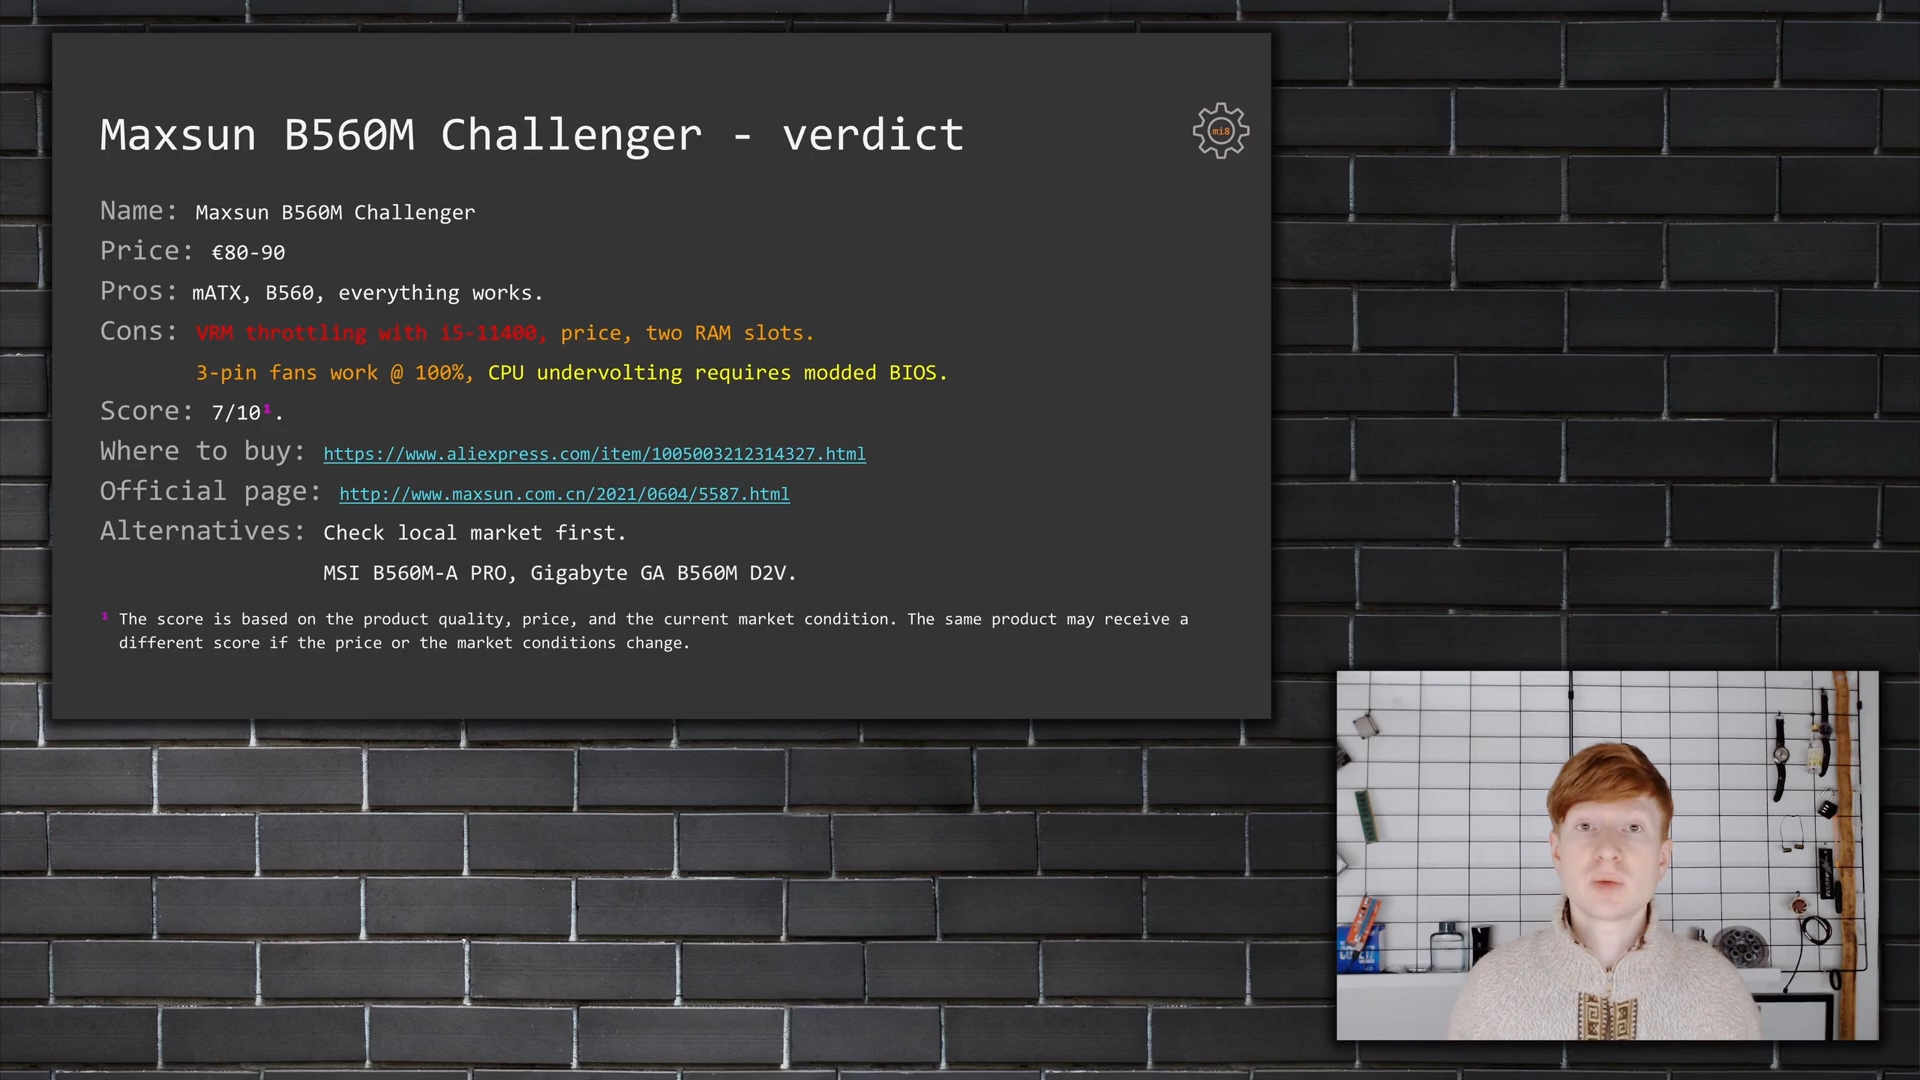 Maxsun B560M Challenger - verdict
mi8
Name: Maxsun B560M Challenger
Price: €80-90
Pros: mATX, B560, everything works.
Cons: VRM throttling with i5-11400, price, two RAM slots.
3-pin fans work @ 100%, CPU undervolting requires modded BIOS.
Score: 7/10¹.
Where to buy: https://www.aliexpress.com/item/1005003212314327.html
Official page: http://www.maxsun.com.cn/2021/0604/5587.html
Alternatives: Check local market first.
MSI B560M-A PRO, Gigabyte GA B560M D2V.
¹ The score is based on the product quality, price, and the current market condition. The same product may receive a
different score if the price or the market conditions change.